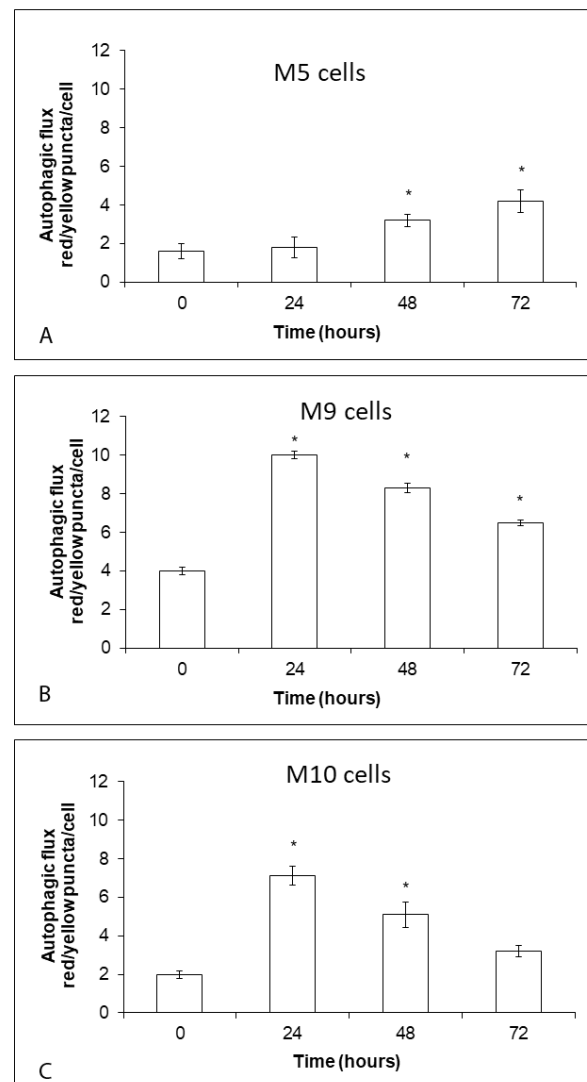 M5 cells
Autophagic flux
red/yellowpuncta/cell
12
10
8
6
4
2
0
*
*
0 24 48 72
Time (hours)
A
M9 cells
Autophagic flux
red/yellowpuncta/cell
12
10
8
6
4
2
0
*
*
*
0 24 48 72
Time (hours)
B
M10 cells
Autophagic flux
red/yellowpuncta/cell
12
10
8
6
4
2
0
*
*
0 24 48 72
Time (hours)
C